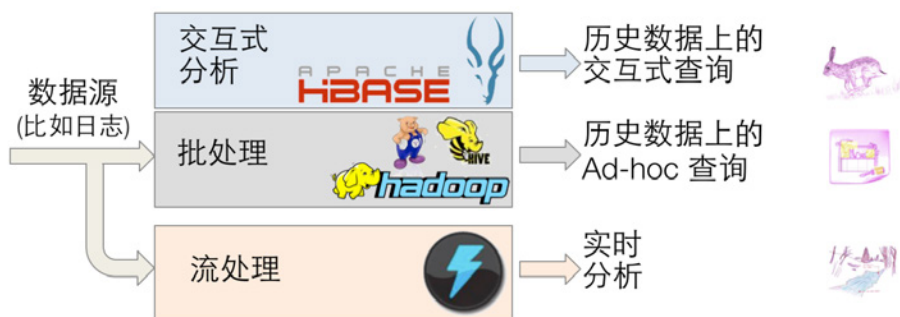 数据源
(比如日志)
交互式
分析
APACHE
HBASE
历史数据上的
交互式查询
批处理
HIVE
hadoop
历史数据上的
Ad-hoc 查询
流处理
实时
分析